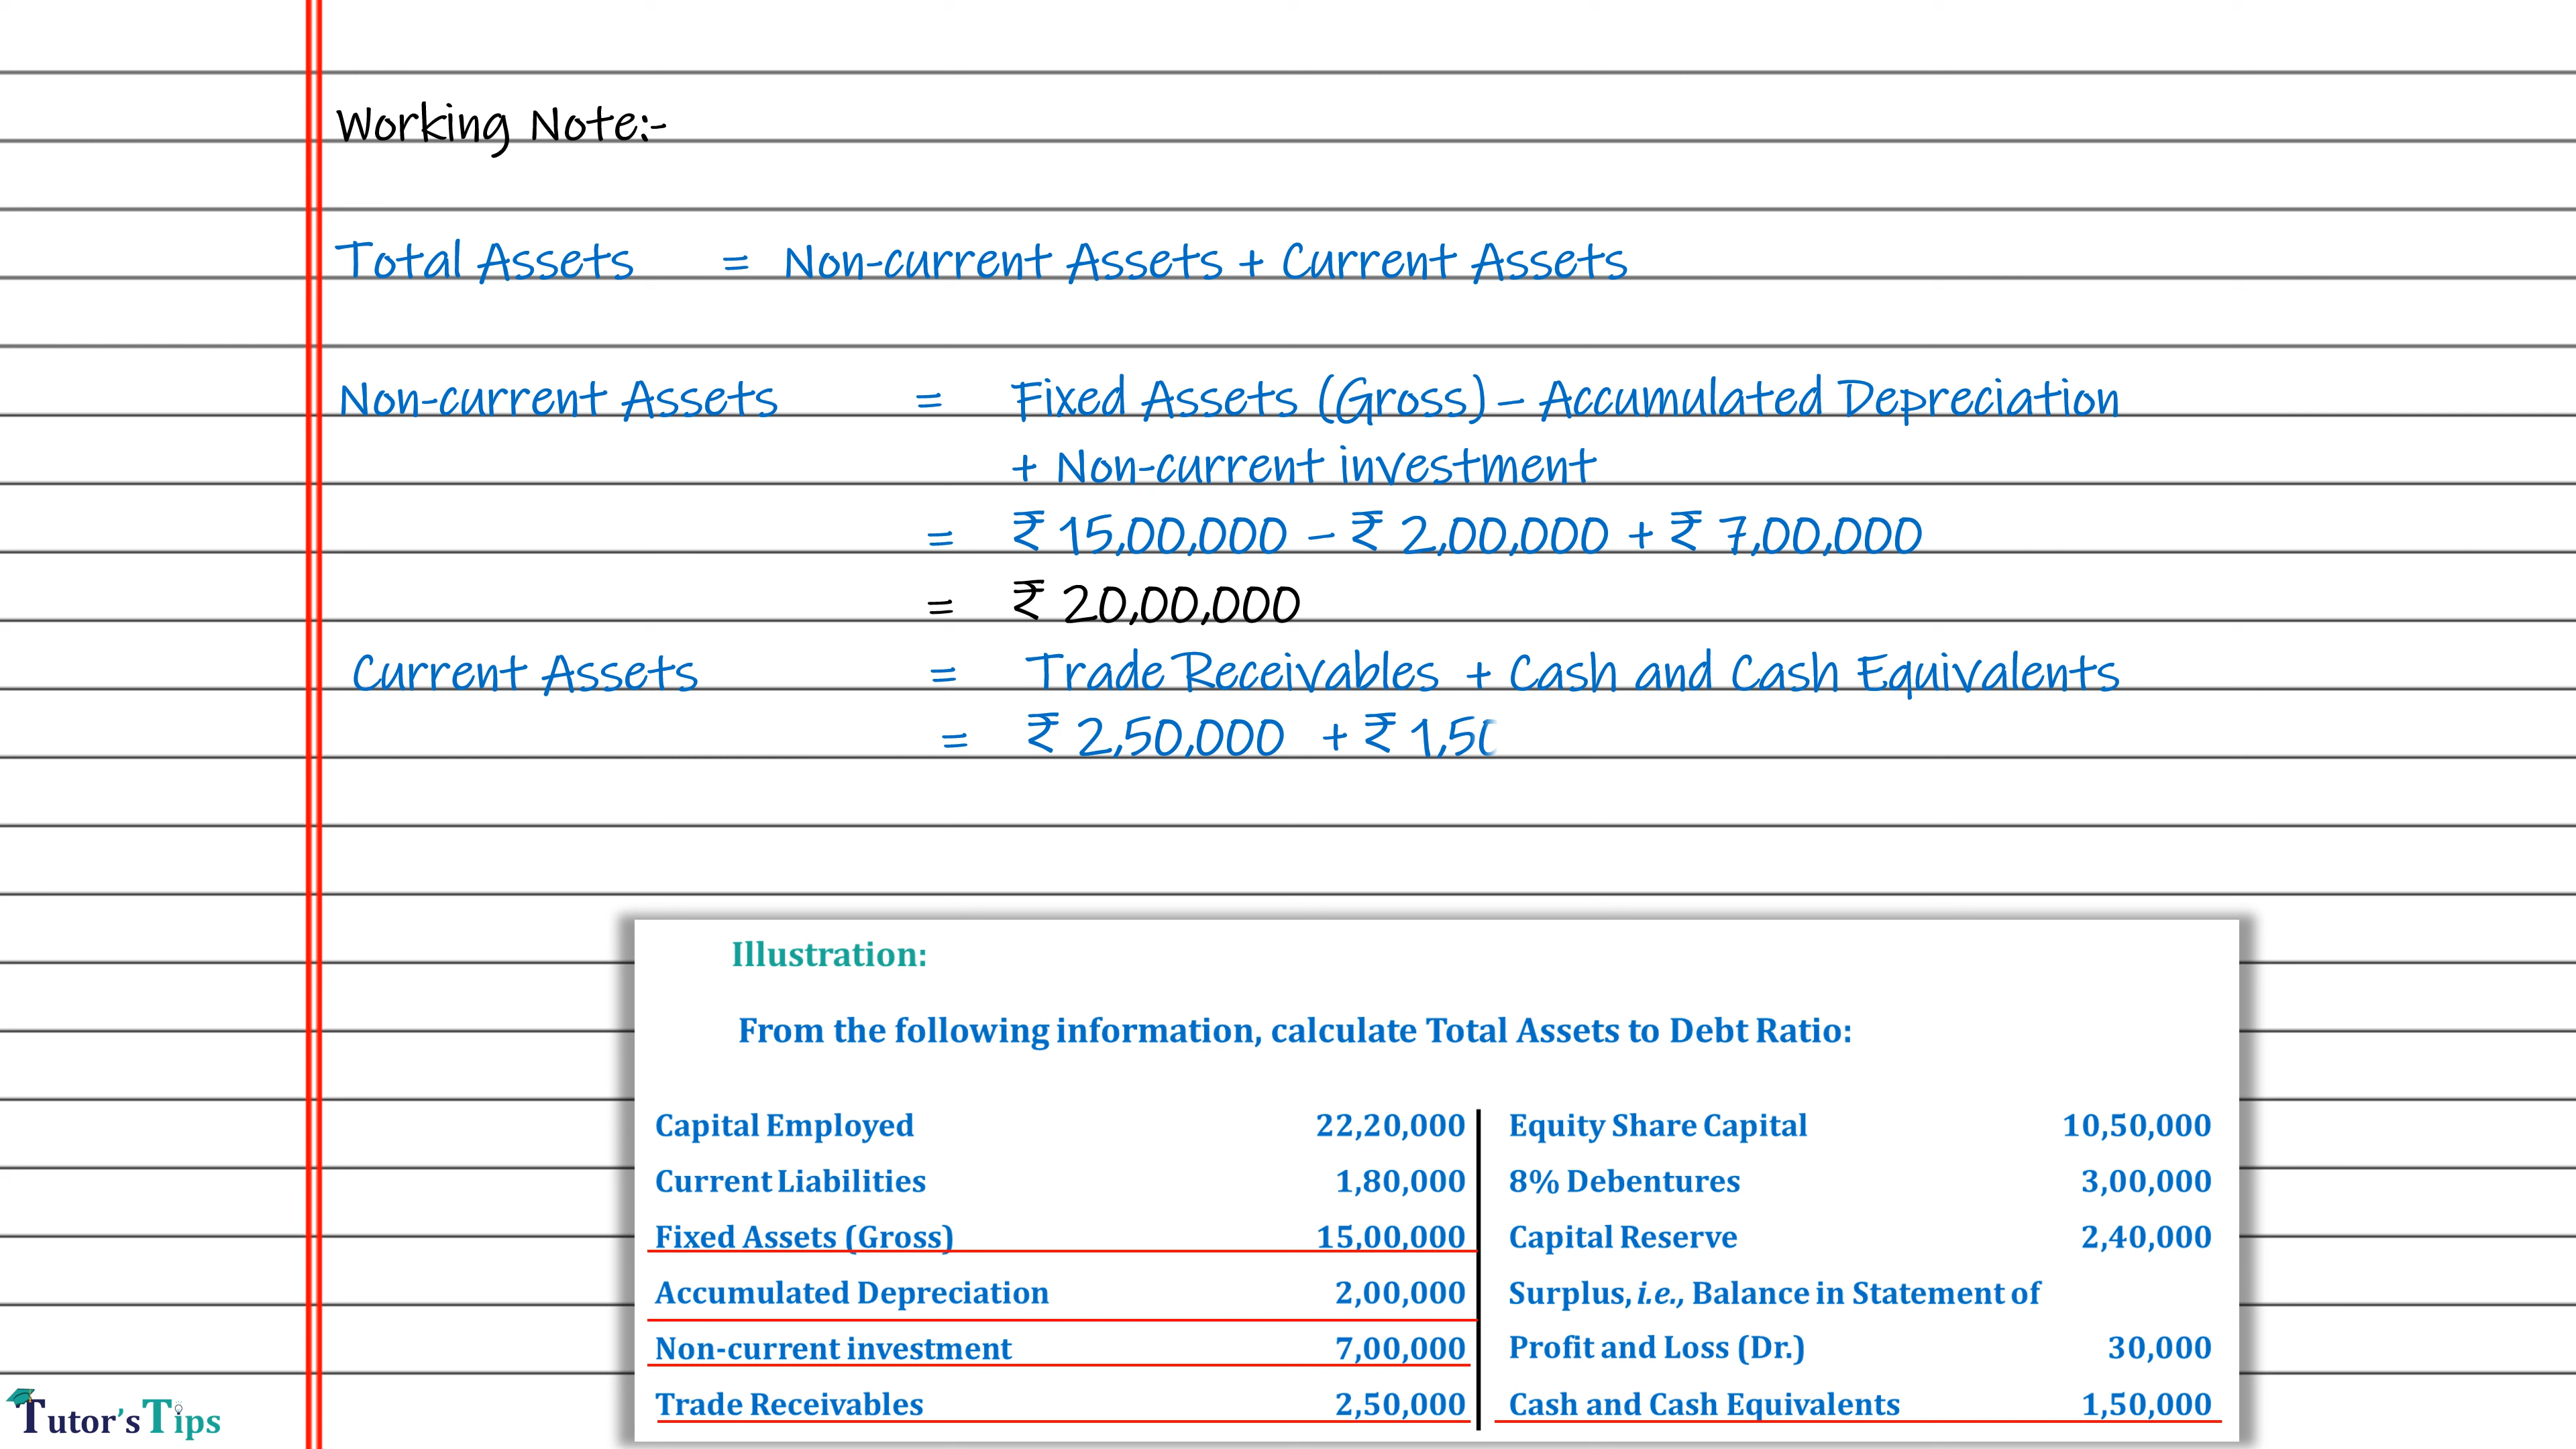 Working Note:-
Total Assets = Non-current Assets + Current Assets
Non-current Assets = Fixed Assets (Gross) – Accumulated Depreciation
+ Non-current investment
= ₹ 15,00,000 – ₹ 2,00,000 + ₹ 7,00,000
= ₹ 20,00,000
Current Assets = Trade Receivables + Cash and Cash Equivalents
= ₹ 2,50,000 + ₹ 1,50
Illustration:
From the following information, calculate Total Assets to Debt Ratio:
Capital Employed 22,20,000 Equity Share Capital 10,50,000
Current Liabilities 1,80,000 8% Debentures 3,00,000
Fixed Assets (Gross) 15,00,000 Capital Reserve 2,40,000
Accumulated Depreciation 2,00,000 Surplus, i.e., Balance in Statement of
Non-current investment 7,00,000 Profit and Loss (Dr.) 30,000
Trade Receivables 2,50,000 Cash and Cash Equivalents 1,50,000
Tutor'sTips